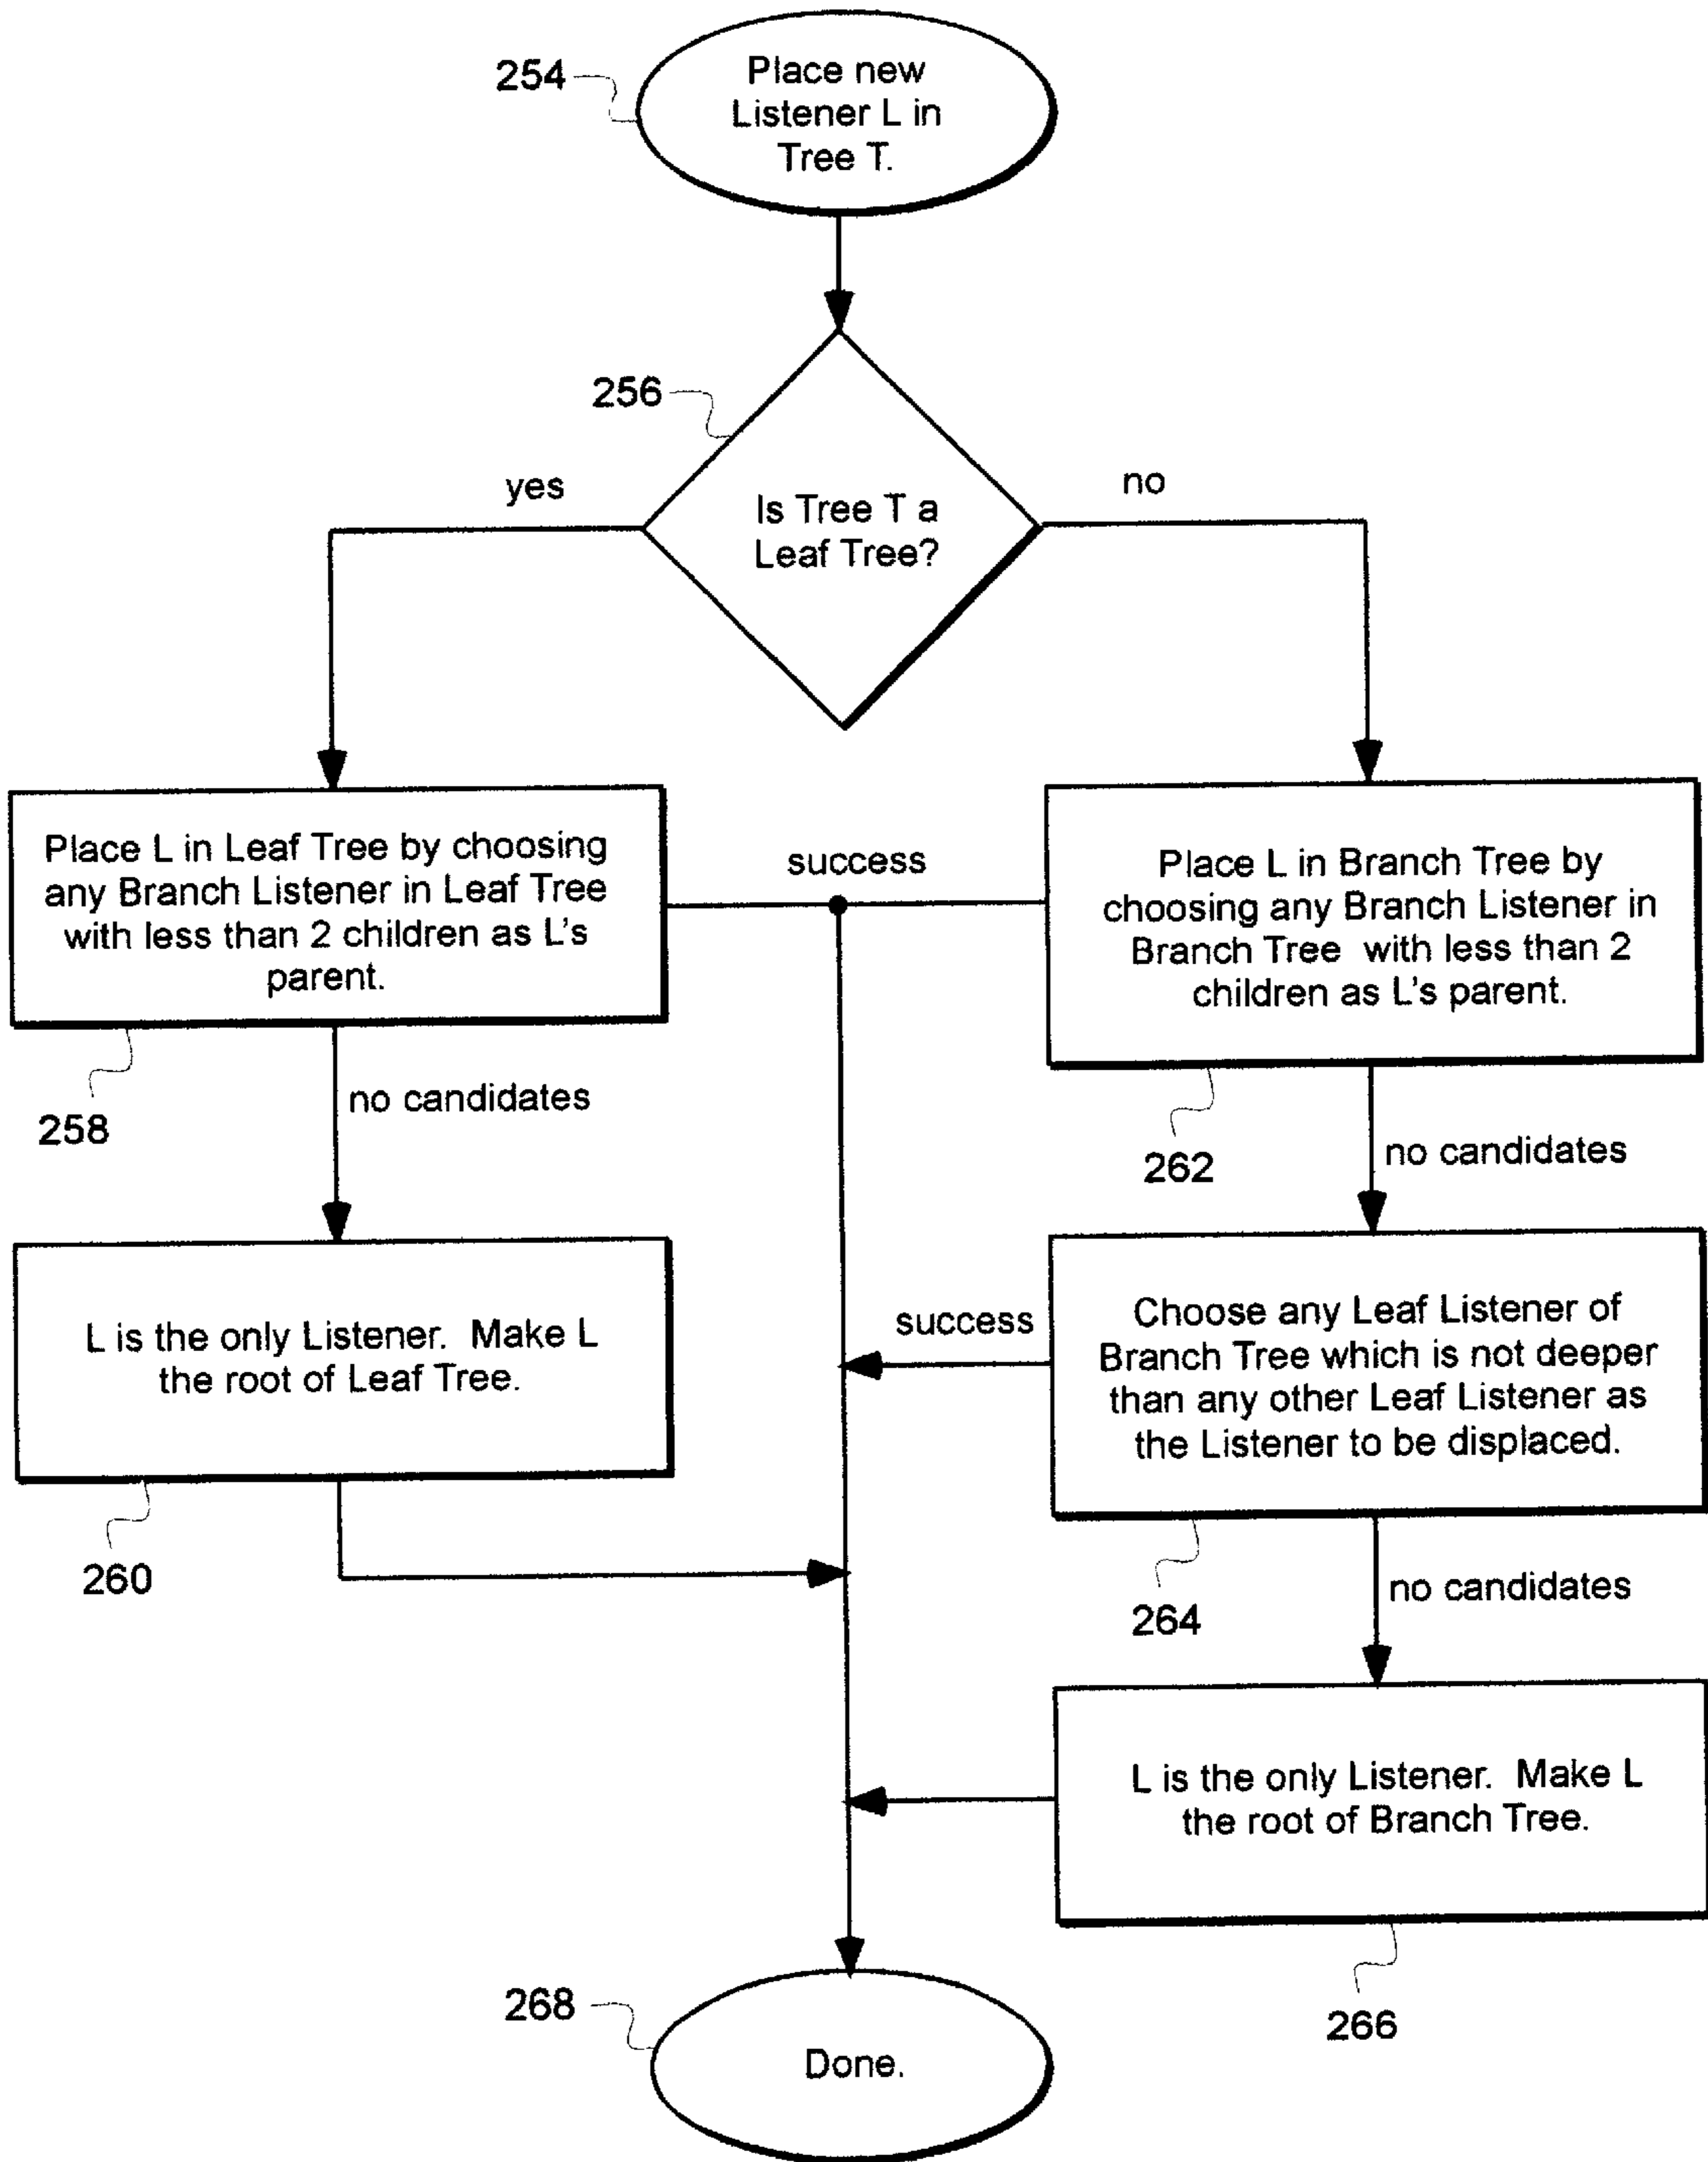 254
Place new
Listener L in
Tree T.
256
Is Tree T a
Leaf Tree?
yes
no
Place L in Leaf Tree by choosing
any Branch Listener in Leaf Tree
with less than 2 children as L's
parent.
258
success
Place L in Branch Tree by
choosing any Branch Listener in
Branch Tree with less than 2
children as L's parent.
262
no candidates
no candidates
L is the only Listener. Make L
the root of Leaf Tree.
260
success
Choose any Leaf Listener of
Branch Tree which is not deeper
than any other Leaf Listener as
the Listener to be displaced.
264
no candidates
L is the only Listener. Make L
the root of Branch Tree.
266
268
Done.